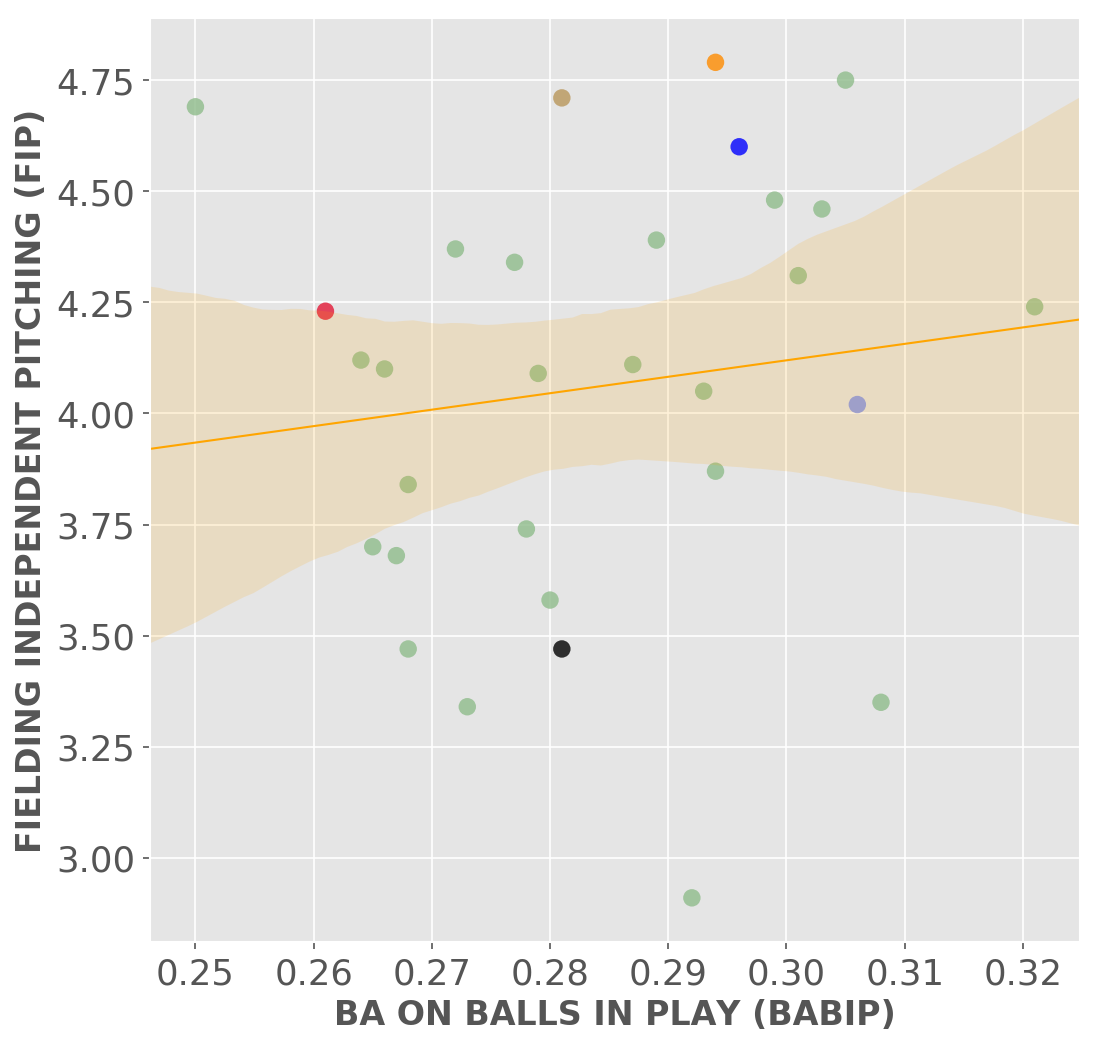 FIELDING INDEPENDENT PITCHING (FIP)
4.75
4.50
4.25
4.00
3.75
3.50
3.25
3.00
0.25 0.26 0.27 0.28 0.29 0.30 0.31 0.32
BA ON BALLS IN PLAY (BABIP)